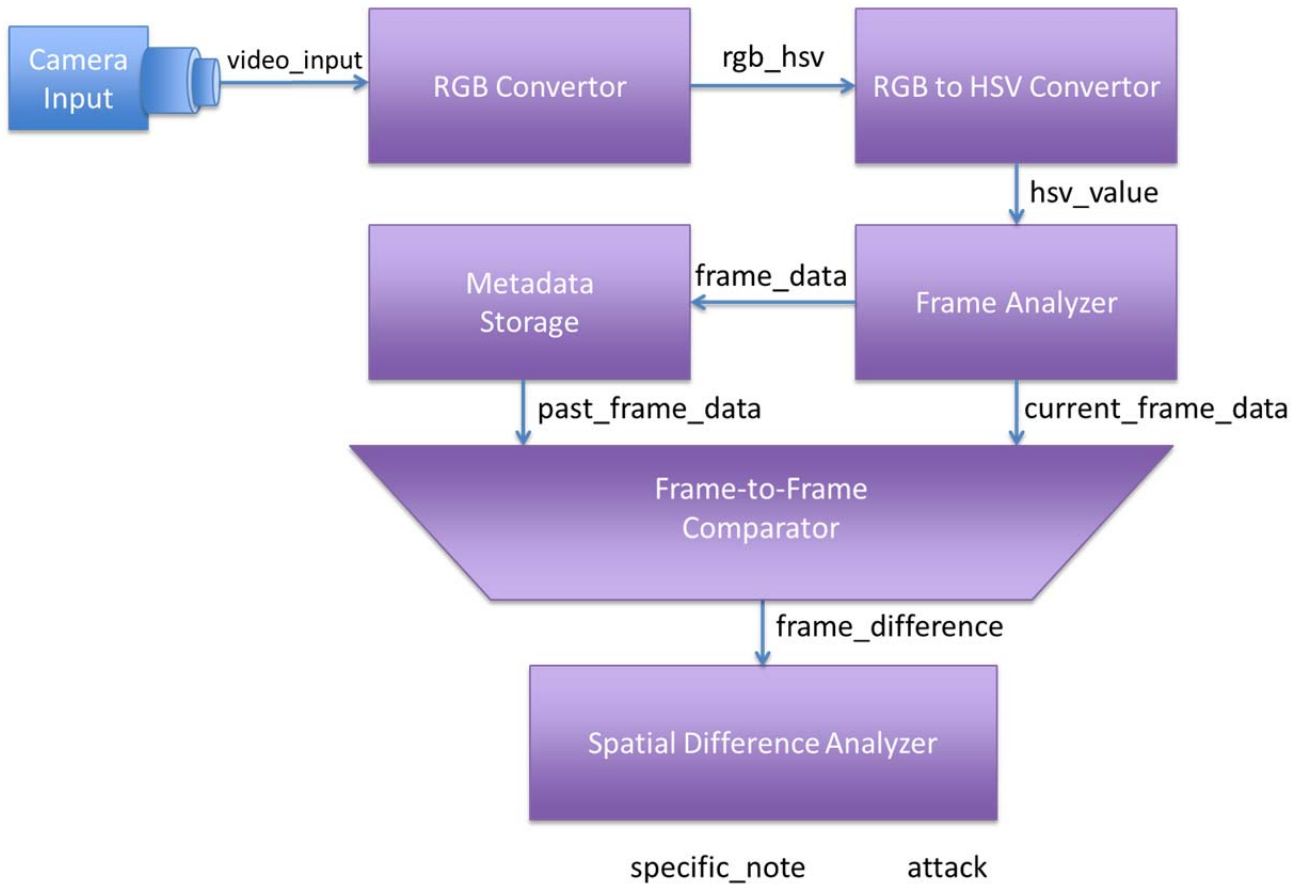 Camera
Input
video_input
RGB Convertor
rgb_hsv
RGB to HSV Convertor
hsv_value
Metadata
Storage
frame_data
Frame Analyzer
past_frame_data
current_frame_data
Frame-to-Frame
Comparator
frame_difference
Spatial Difference Analyzer
specific_note
attack